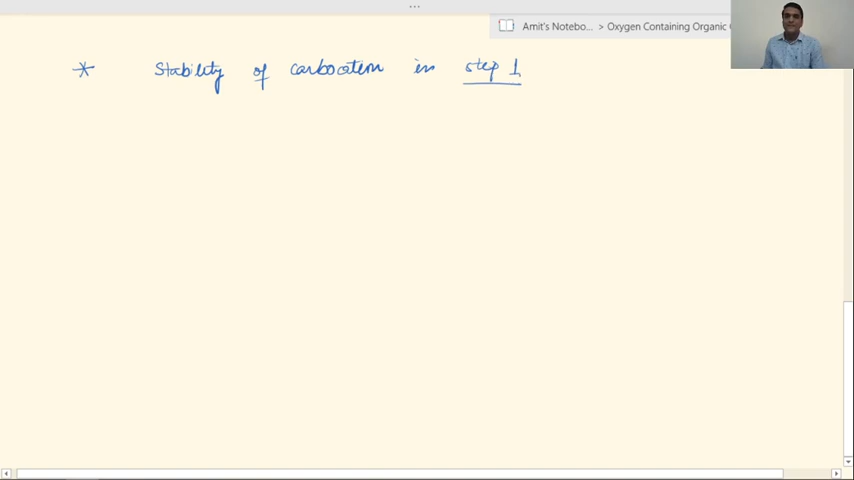 ...
Amit's Notebo... > Oxygen Containing Organic
* Stability of carbocation in step 1